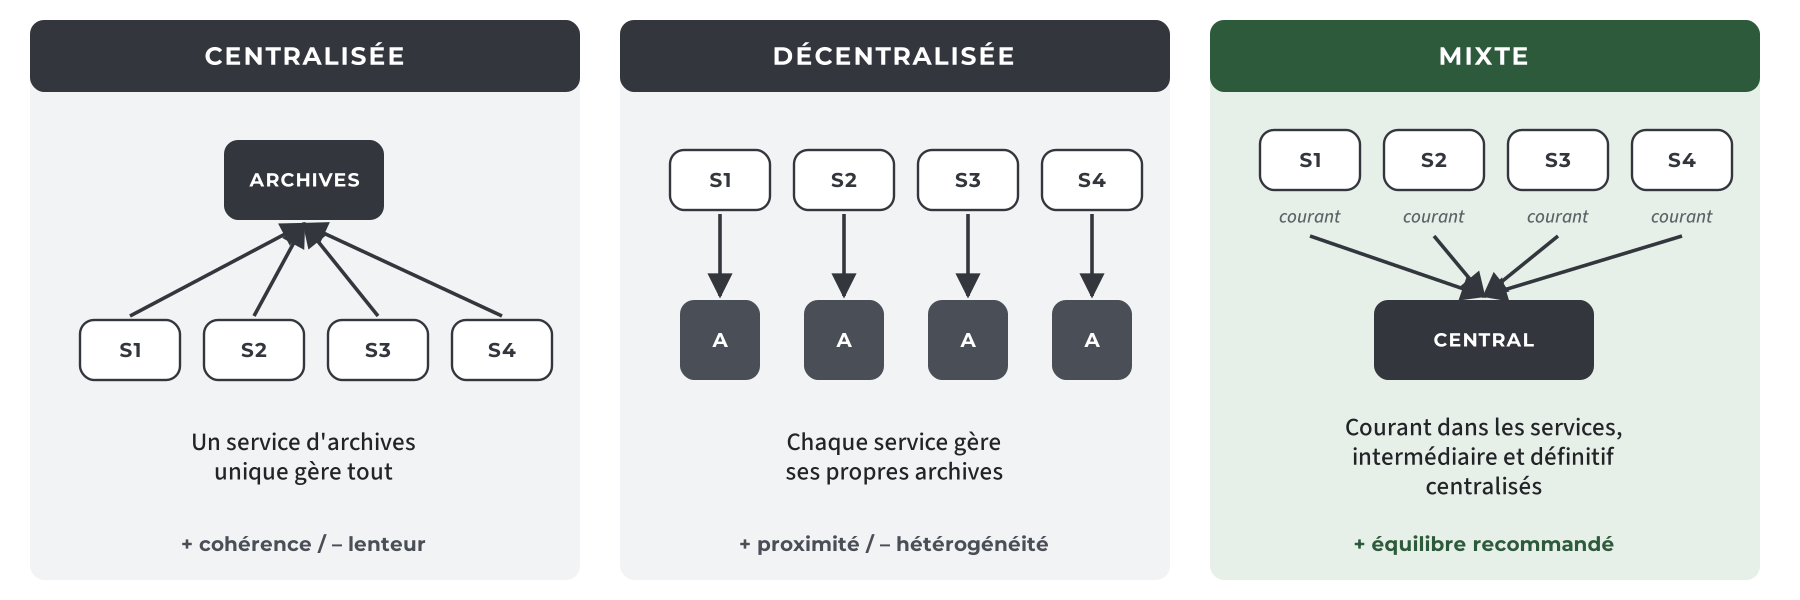 CENTRALISÉE
ARCHIVES
S1 S2 S3 S4
Un service d'archives
unique gère tout
+ cohérence / – lenteur
DÉCENTRALISÉE
S1 S2 S3 S4
A A A A
Chaque service gère
ses propres archives
+ proximité / – hétérogénéité
MIXTE
S1 S2 S3 S4
courant courant courant courant
CENTRAL
Courant dans les services,
intermédiaire et définitif
centralisés
+ équilibre recommandé